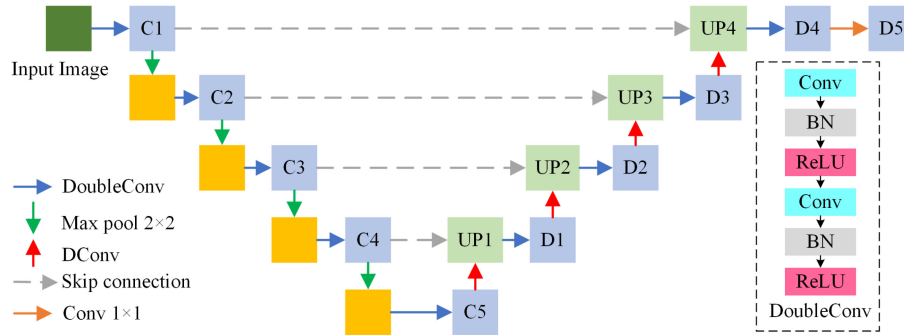 C1
UP4
D4
D5
Input Image
C2
UP3
D3
C3
UP2
D2
C4
UP1
D1
C5
DoubleConv
Max pool 2×2
DConv
Skip connection
Conv 1×1
Conv
BN
ReLU
Conv
BN
ReLU
DoubleConv